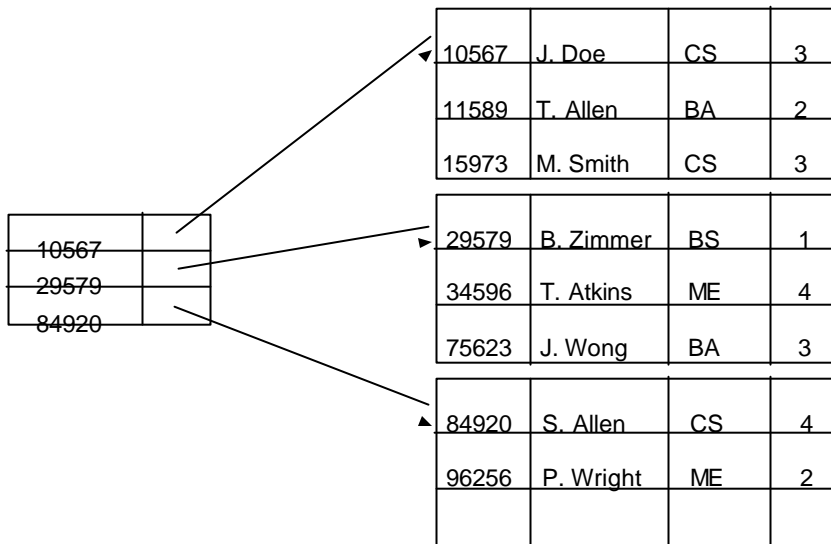 10567
29579
84920
10567 J. Doe CS 3
11589 T. Allen BA 2
15973 M. Smith CS 3
29579 B. Zimmer BS 1
34596 T. Atkins ME 4
75623 J. Wong BA 3
84920 S. Allen CS 4
96256 P. Wright ME 2